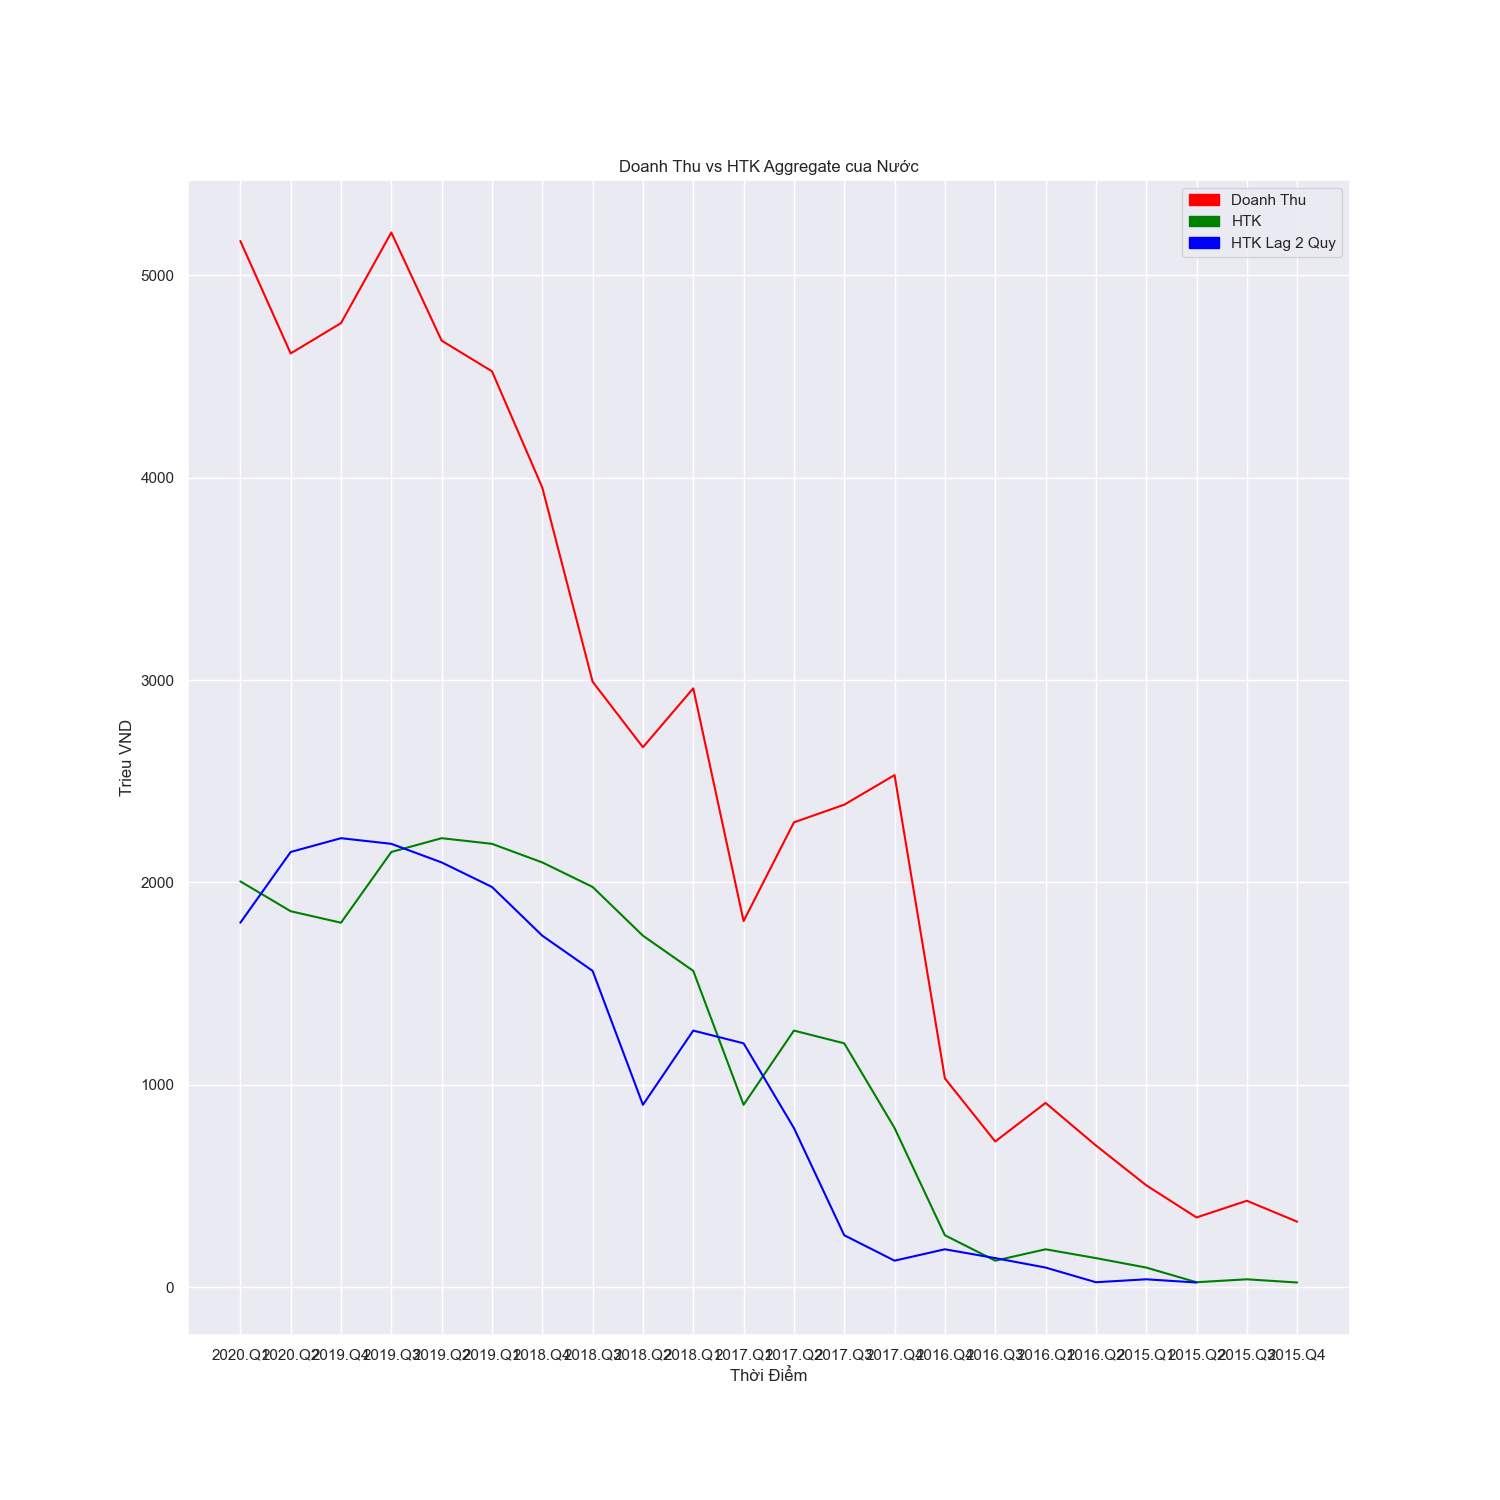 Doanh Thu vs HTK Aggregate cua Nước
Doanh Thu
HTK
HTK Lag 2 Quy
5000
4000
3000
2000
1000
0
Trieu VND
2020.Q1 2020.Q2 2019.Q4 2019.Q3 2019.Q2 2019.Q1 2018.Q4 2018.Q3 2018.Q2 2018.Q1 2017.Q1 2017.Q2 2017.Q3 2017.Q4 2016.Q4 2016.Q3 2016.Q1 2016.Q2 2015.Q1 2015.Q2 2015.Q3 2015.Q4
Thời Điểm